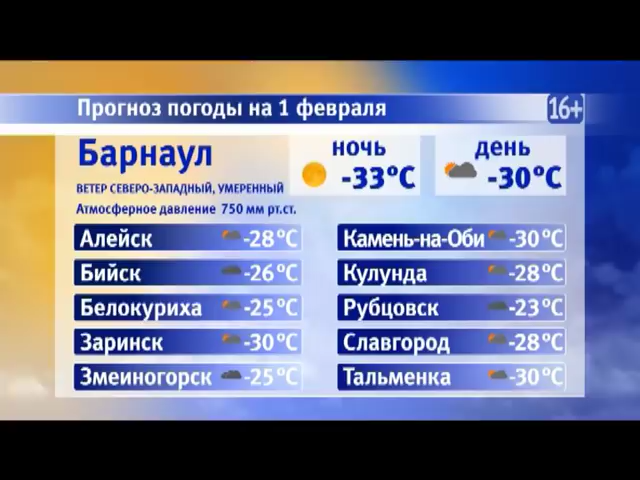 Прогноз погоды на 1 февраля 16+
Барнаул ночь -33°C день -30°C
ВЕТЕР СЕВЕРО-ЗАПАДНЫЙ, УМЕРЕННЫЙ
Атмосферное давление 750 мм рт.ст.
Алейск -28°C
Бийск -26°C
Белокуриха -25°C
Заринск -30°C
Змеиногорск -25°C
Камень-на-Оби -30°C
Кулунда -28°C
Рубцовск -23°C
Славгород -28°C
Тальменка -30°C